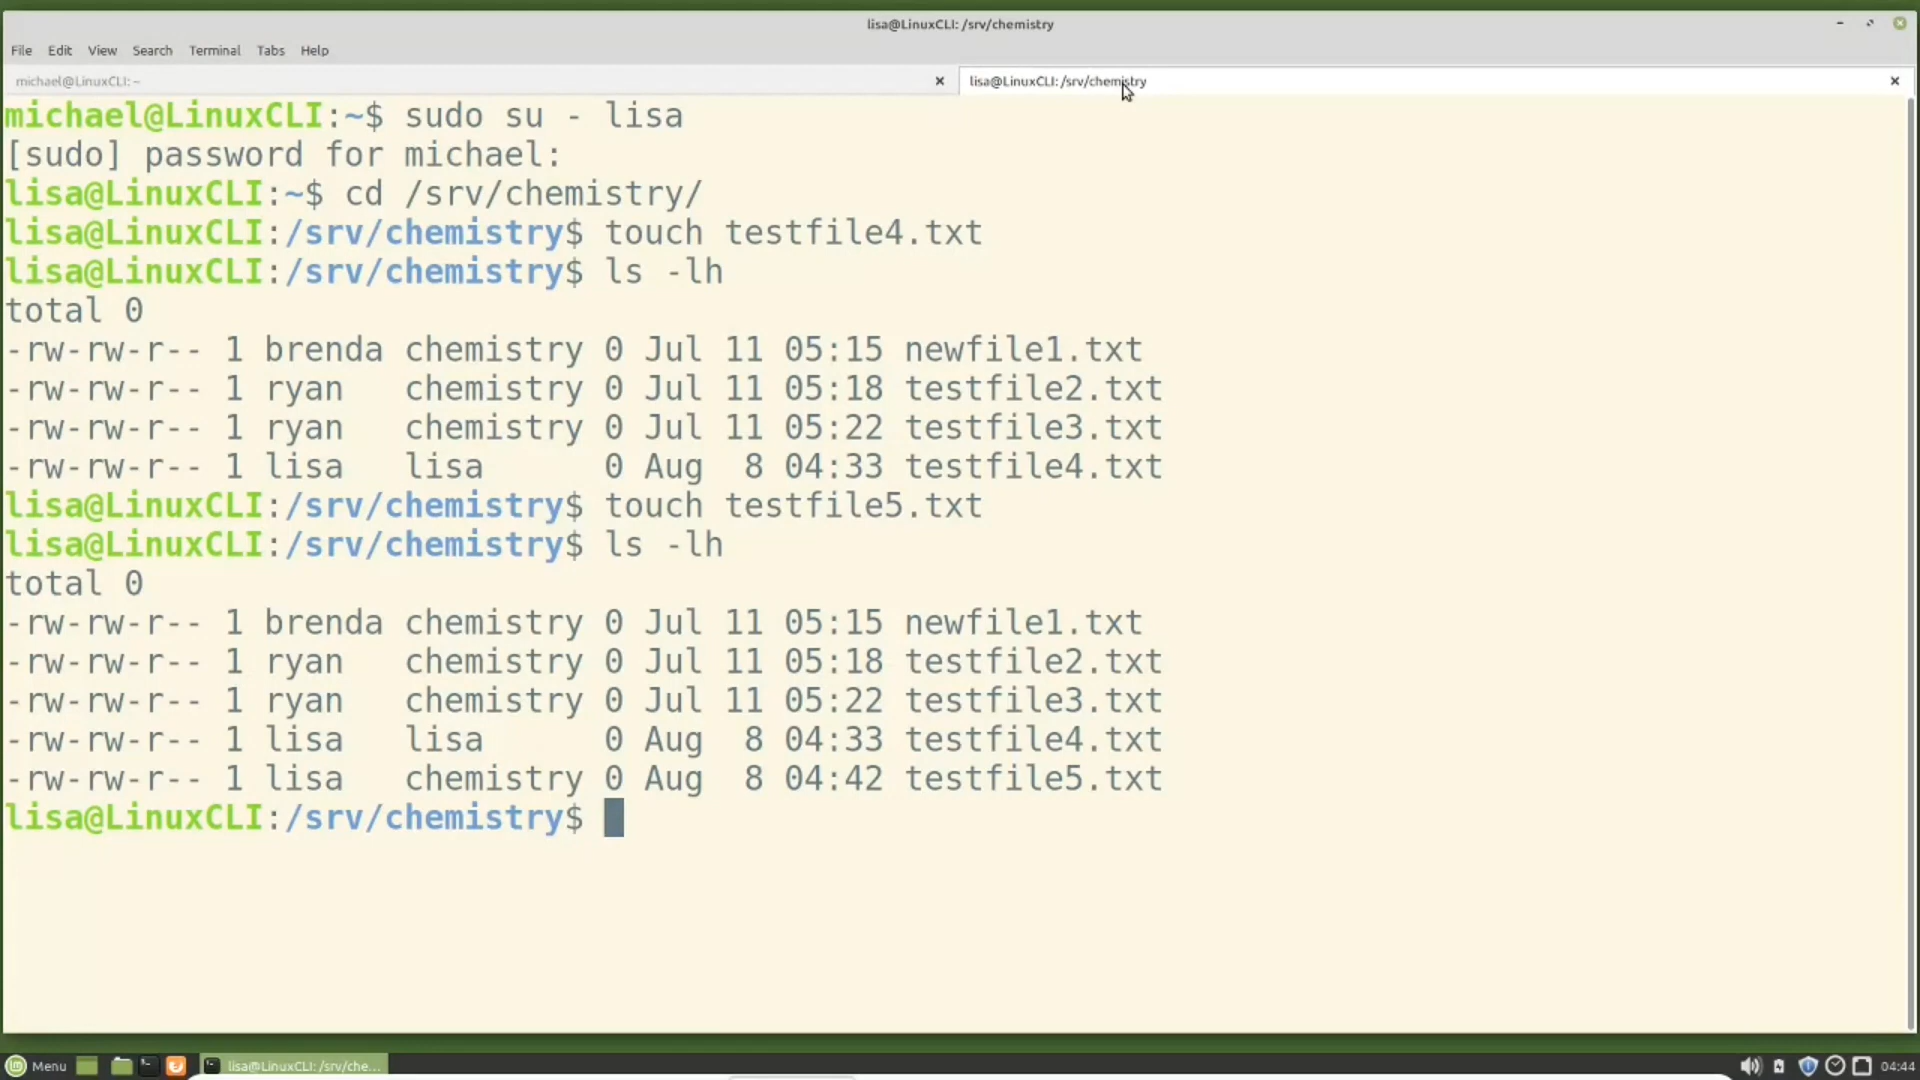 lisa@LinuxCLI: /srv/chemistry
File Edit View Search Terminal Tabs Help
michael@LinuxCLI: ~
lisa@LinuxCLI: /srv/chemistry
michael@LinuxCLI:~$ sudo su - lisa
[sudo] password for michael:
lisa@LinuxCLI:~$ cd /srv/chemistry/
lisa@LinuxCLI:/srv/chemistry$ touch testfile4.txt
lisa@LinuxCLI:/srv/chemistry$ ls -lh
total 0
-rw-rw-r-- 1 brenda chemistry 0 Jul 11 05:15 newfile1.txt
-rw-rw-r-- 1 ryan   chemistry 0 Jul 11 05:18 testfile2.txt
-rw-rw-r-- 1 ryan   chemistry 0 Jul 11 05:22 testfile3.txt
-rw-rw-r-- 1 lisa   lisa      0 Aug  8 04:33 testfile4.txt
lisa@LinuxCLI:/srv/chemistry$ touch testfile5.txt
lisa@LinuxCLI:/srv/chemistry$ ls -lh
total 0
-rw-rw-r-- 1 brenda chemistry 0 Jul 11 05:15 newfile1.txt
-rw-rw-r-- 1 ryan   chemistry 0 Jul 11 05:18 testfile2.txt
-rw-rw-r-- 1 ryan   chemistry 0 Jul 11 05:22 testfile3.txt
-rw-rw-r-- 1 lisa   lisa      0 Aug  8 04:33 testfile4.txt
-rw-rw-r-- 1 lisa   chemistry 0 Aug  8 04:42 testfile5.txt
lisa@LinuxCLI:/srv/chemistry$
Menu lisa@LinuxCLI: /srv/che... 04:44